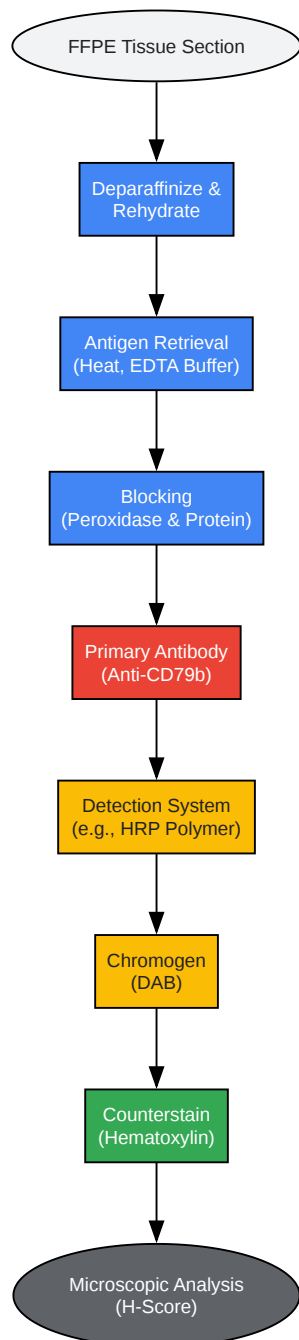 FFPE Tissue Section
Deparaffinize &
Rehydrate
Antigen Retrieval
(Heat, EDTA Buffer)
Blocking
(Peroxidase & Protein)
Primary Antibody
(Anti-CD79b)
Detection System
(e.g., HRP Polymer)
Chromogen
(DAB)
Counterstain
(Hematoxylin)
Microscopic Analysis
(H-Score)